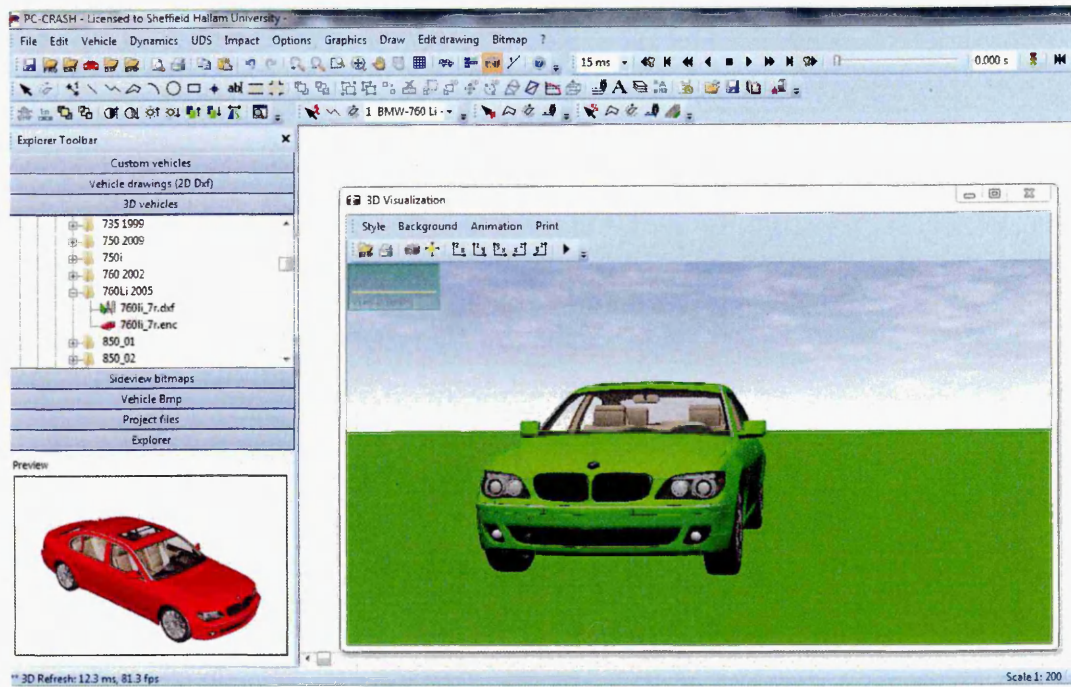 PC-CRASH - Licensed to Sheffield Hallam University -
File Edit Vehicle Dynamics UDS Impact Options Graphics Draw Edit drawing Bitmap ?
15 ms 0.000 s
abl A
1 BMW-760 Li -
Explorer Toolbar
Custom vehicles
Vehicle drawings (2D Dxf)
3D vehicles
735 1999
750 2009
750i
760 2002
760Li 2005
760li_7r.dxf
760li_7r.enc
850_01
850_02
Sideview bitmaps
Vehicle Bmp
Project files
Explorer
Preview
3D Visualization
Style Background Animation Print
** 3D Refresh: 12.3 ms, 81.3 fps
Scale 1: 200